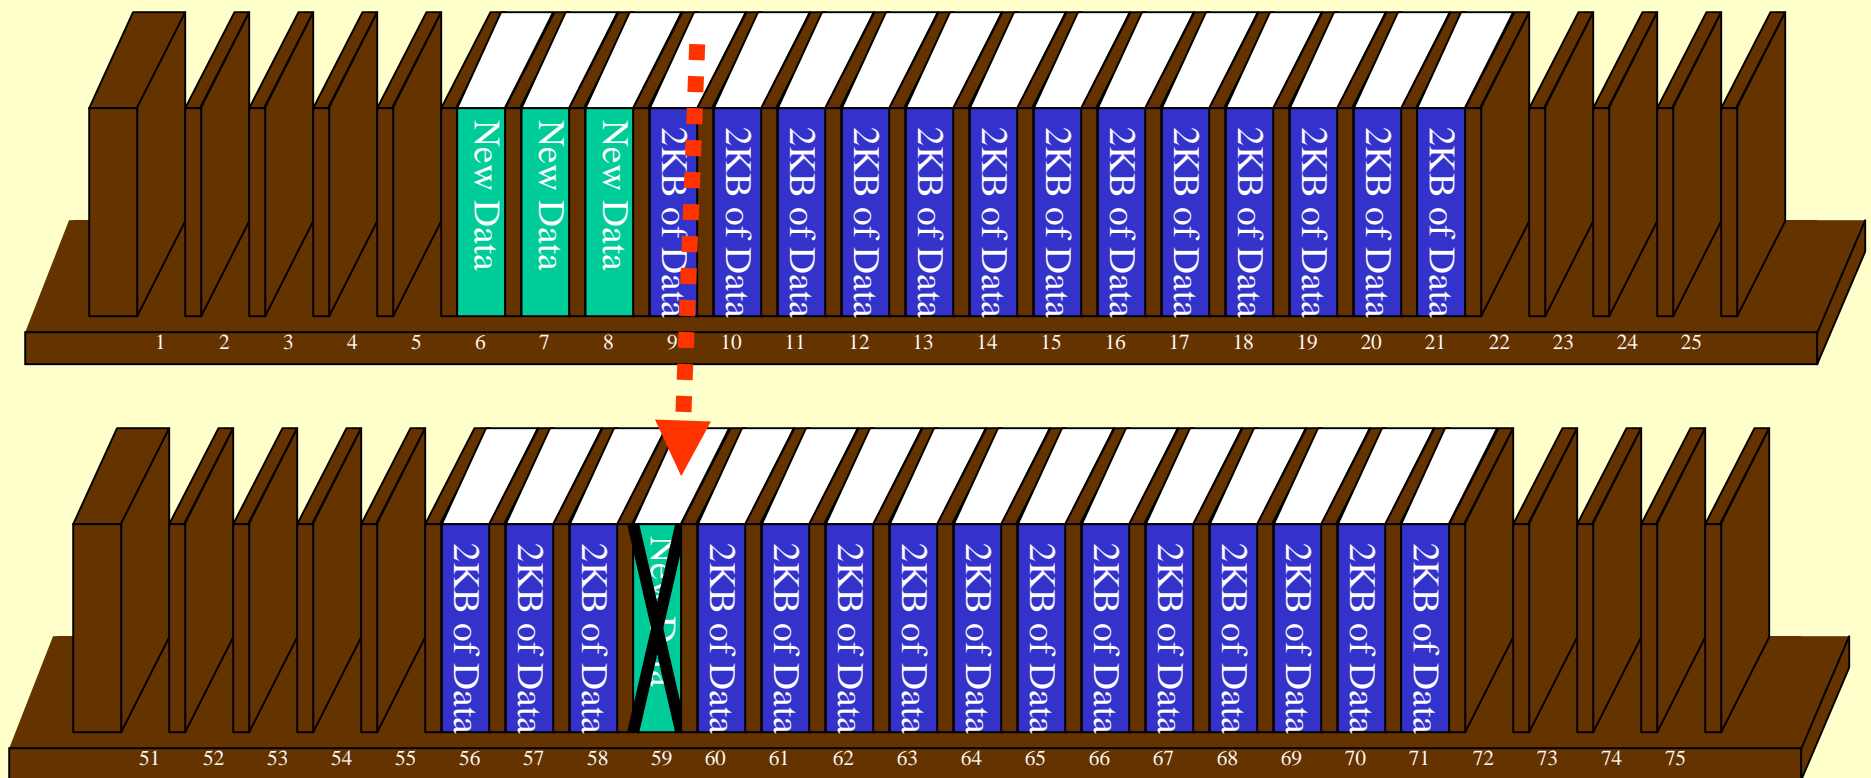 New Data New Data New Data 2KB of Data 2KB of Data 2KB of Data 2KB of Data 2KB of Data 2KB of Data 2KB of Data 2KB of Data 2KB of Data 2KB of Data 2KB of Data 2KB of Data 2KB of Data
1 2 3 4 5 6 7 8 9 10 11 12 13 14 15 16 17 18 19 20 21 22 23 24 25
2KB of Data 2KB of Data 2KB of Data New Data 2KB of Data 2KB of Data 2KB of Data 2KB of Data 2KB of Data 2KB of Data 2KB of Data 2KB of Data 2KB of Data 2KB of Data 2KB of Data 2KB of Data
51 52 53 54 55 56 57 58 59 60 61 62 63 64 65 66 67 68 69 70 71 72 73 74 75